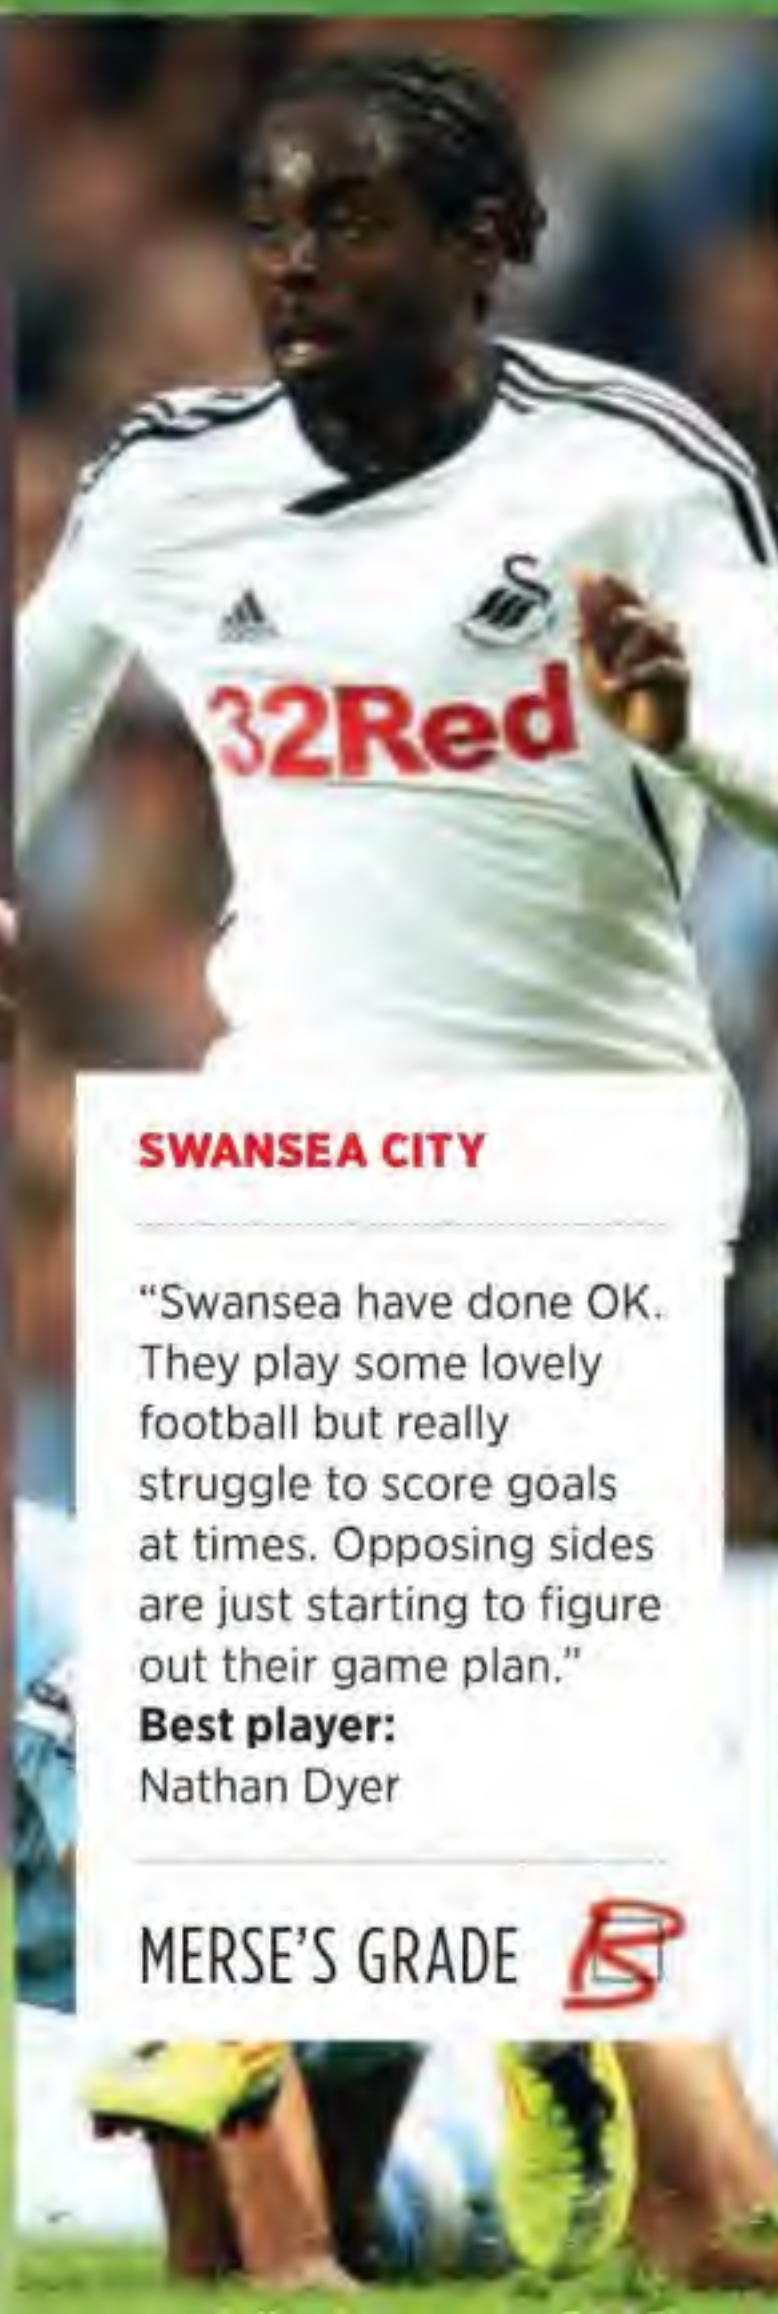 32Red
SWANSEA CITY
“Swansea have done OK.
They play some lovely
football but really
struggle to score goals
at times. Opposing sides
are just starting to figure
out their game plan.”
Best player:
Nathan Dyer
MERSE’S GRADE B